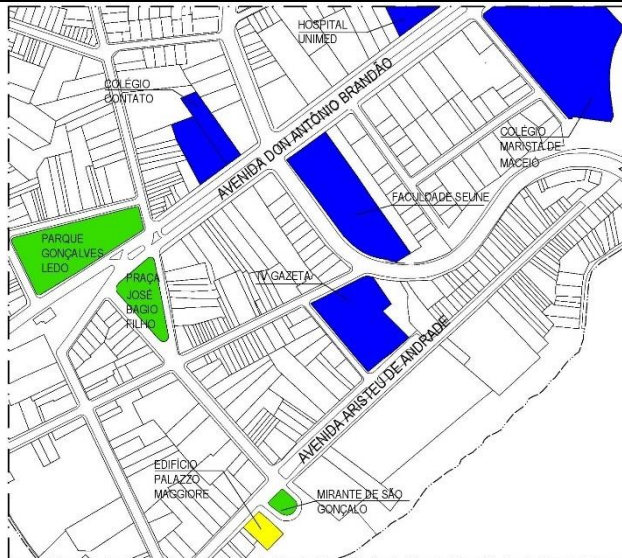 HOSPITAL
UNIMED
COLÉGIO
CONTATO
AVENIDA DON ANTÔNIO BRANDÃO
COLÉGIO
MARISTA DE
MACEIÓ
FACULDADE SEUNE
PARQUE
GONÇALVES
LEDO
PRAÇA
JOSÉ
BAGIO
FILHO
TV GAZETA
AVENIDA ARISTEU DE ANDRADE
EDIFÍCIO
PALAZZO
MAGGIORE
MIRANTE DE SÃO
GONÇALO